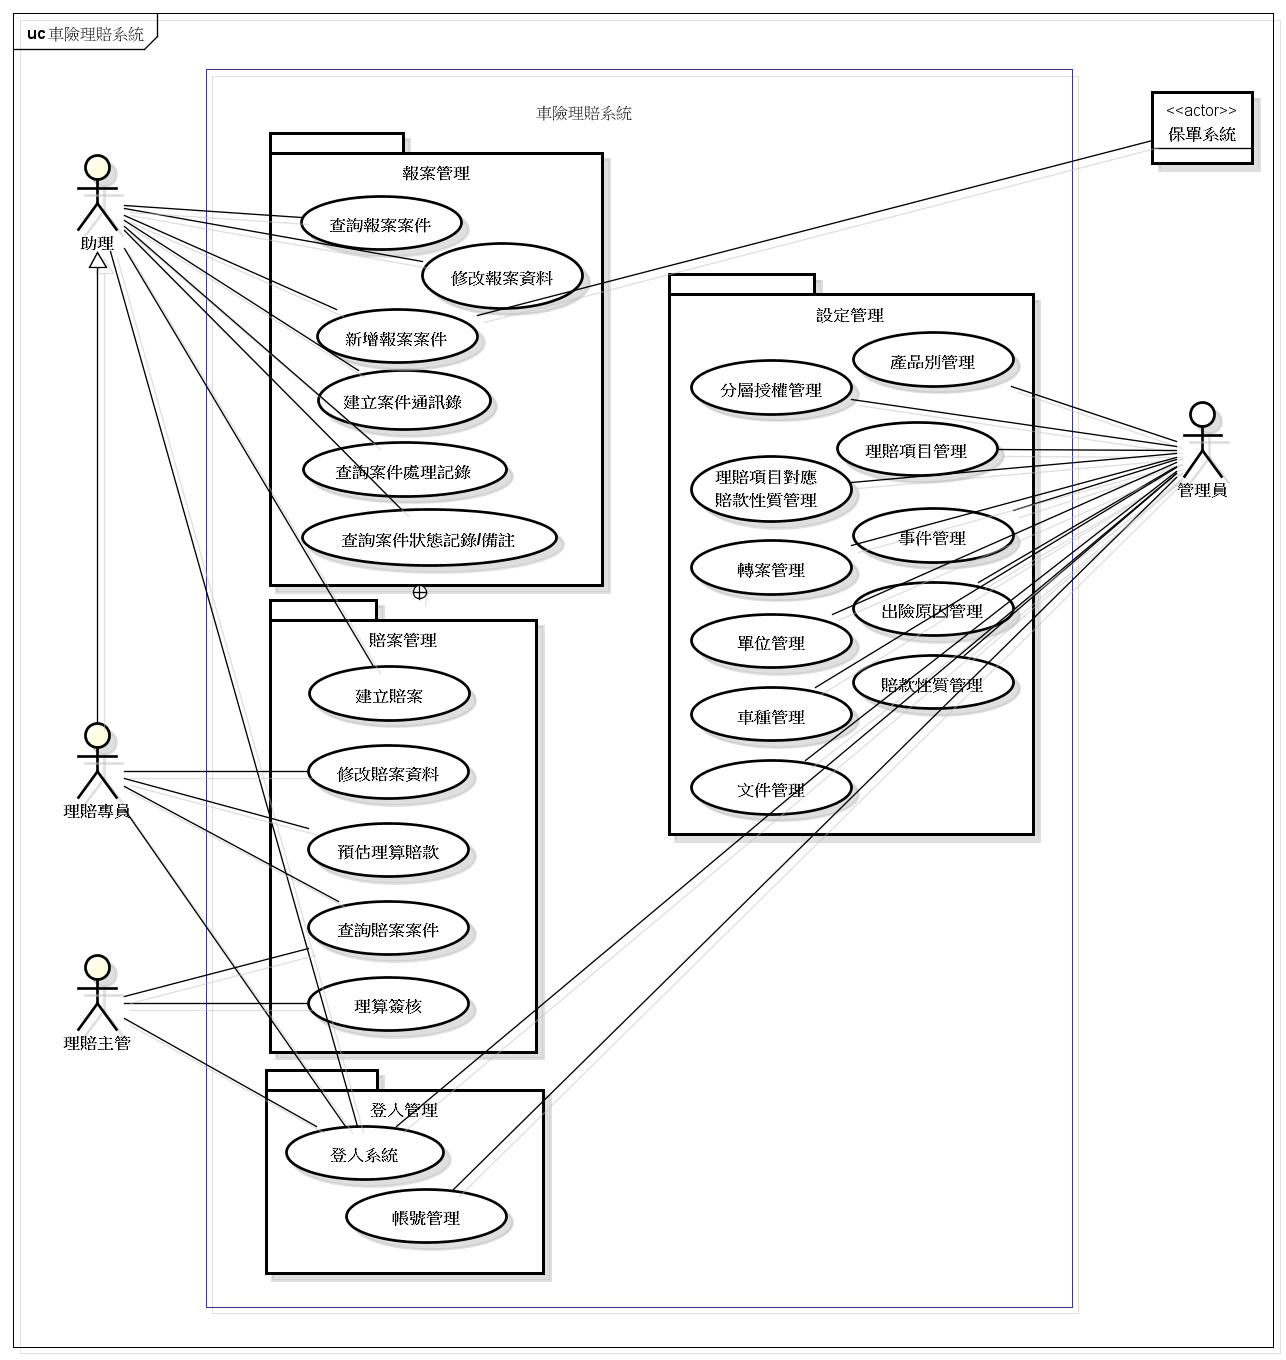 uc 車險理賠系統
車險理賠系統
<<actor>>
保單系統
報案管理
查詢報案案件
修改報案資料
新增報案案件
建立案件通訊錄
查詢案件處理記錄
查詢案件狀態記錄/備註
助理
設定管理
產品別管理
分層授權管理
理賠項目管理
理賠項目對應
賠款性質管理
事件管理
轉案管理
出險原因管理
單位管理
賠款性質管理
車種管理
文件管理
管理員
賠案管理
建立賠案
修改賠案資料
預估理算賠款
查詢賠案案件
理算簽核
理賠專員
理賠主管
登入管理
登入系統
帳號管理